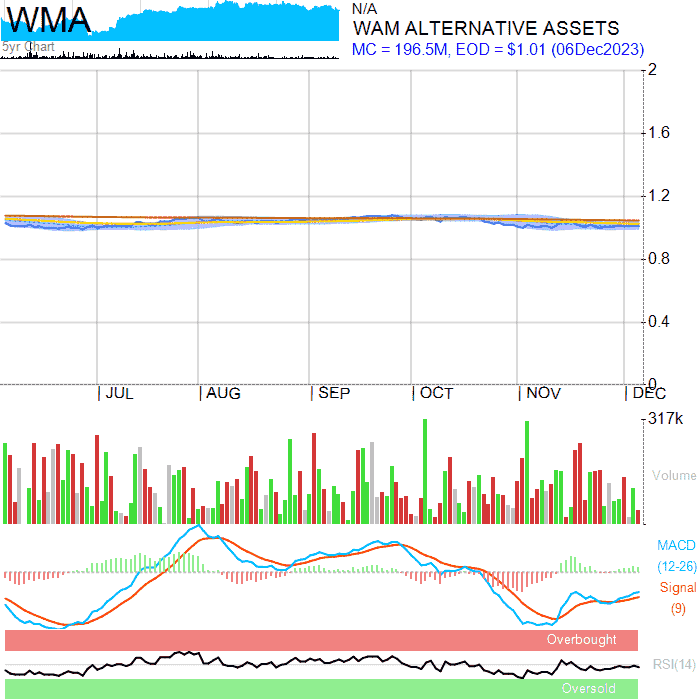 WMA
5yr Chart
N/A
WAM ALTERNATIVE ASSETS
MC = 196.5M, EOD = $1.01 (06Dec2023)
2
1.6
1.2
0.8
0.4
0
JUL AUG SEP OCT NOV DEC
317k
Volume
MACD
(12-26)
Signal
(9)
Overbought
RSI(14)
Oversold